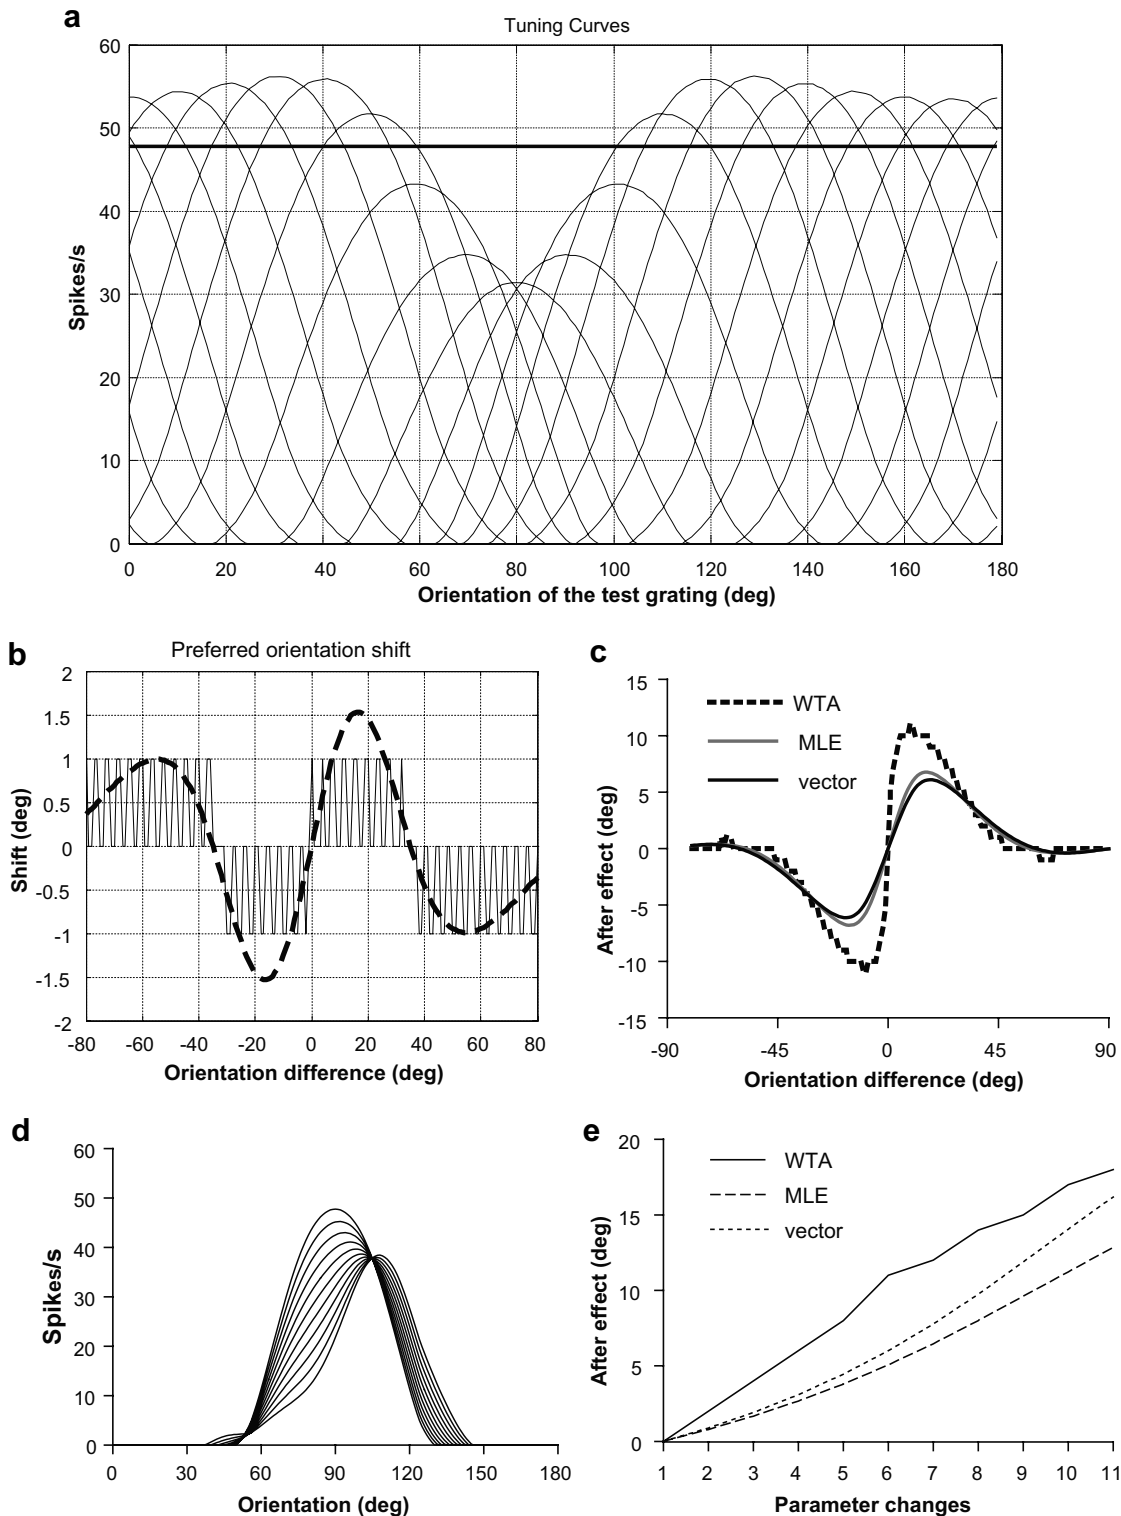 a
Tuning Curves
60
50
40
30
20
10
0
Spikes/s
0 20 40 60 80 100 120 140 160 180
Orientation of the test grating (deg)
b
Preferred orientation shift
2
1.5
1
0.5
0
-0.5
-1
-1.5
-2
Shift (deg)
-80 -60 -40 -20 0 20 40 60 80
Orientation difference (deg)
c
15
10
5
0
-5
-10
-15
After effect (deg)
WTA
MLE
vector
-90 -45 0 45 90
Orientation difference (deg)
d
60
50
40
30
20
10
0
Spikes/s
0 30 60 90 120 150 180
Orientation (deg)
e
20
15
10
5
0
After effect (deg)
WTA
MLE
vector
1 2 3 4 5 6 7 8 9 10 11
Parameter changes